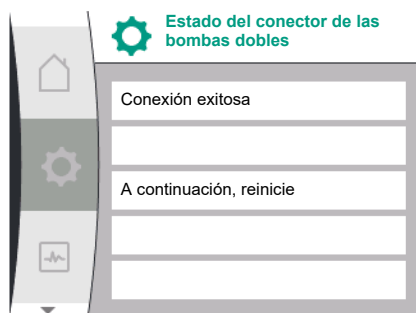 Estado del conector de las
bombas dobles
Conexión exitosa
A continuación, reinicie